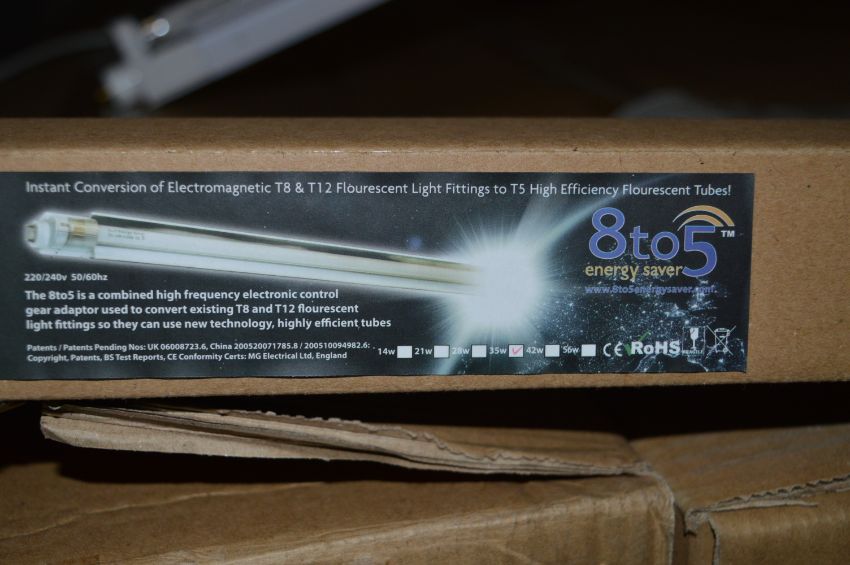 Instant Conversion of Electromagnetic T8 & T12 Flourescent Light Fittings to T5 High Efficiency Flourescent Tubes!
8to5 TM
energy saver
www.8to5energysaver.com
220/240v 50/60hz
The 8to5 is a combined high frequency electronic control
gear adaptor used to convert existing T8 and T12 flourescent
light fittings so they can use new technology, highly efficient tubes
Patents / Patents Pending Nos: UK 06008723.6, China 200520071785.8 / 200510094982.6:
Copyright, Patents, BS Test Reports, CE Conformity Certs: MG Electrical Ltd, England
14w 21w 28w 35w 42w 56w CE RoHS FRAGILE